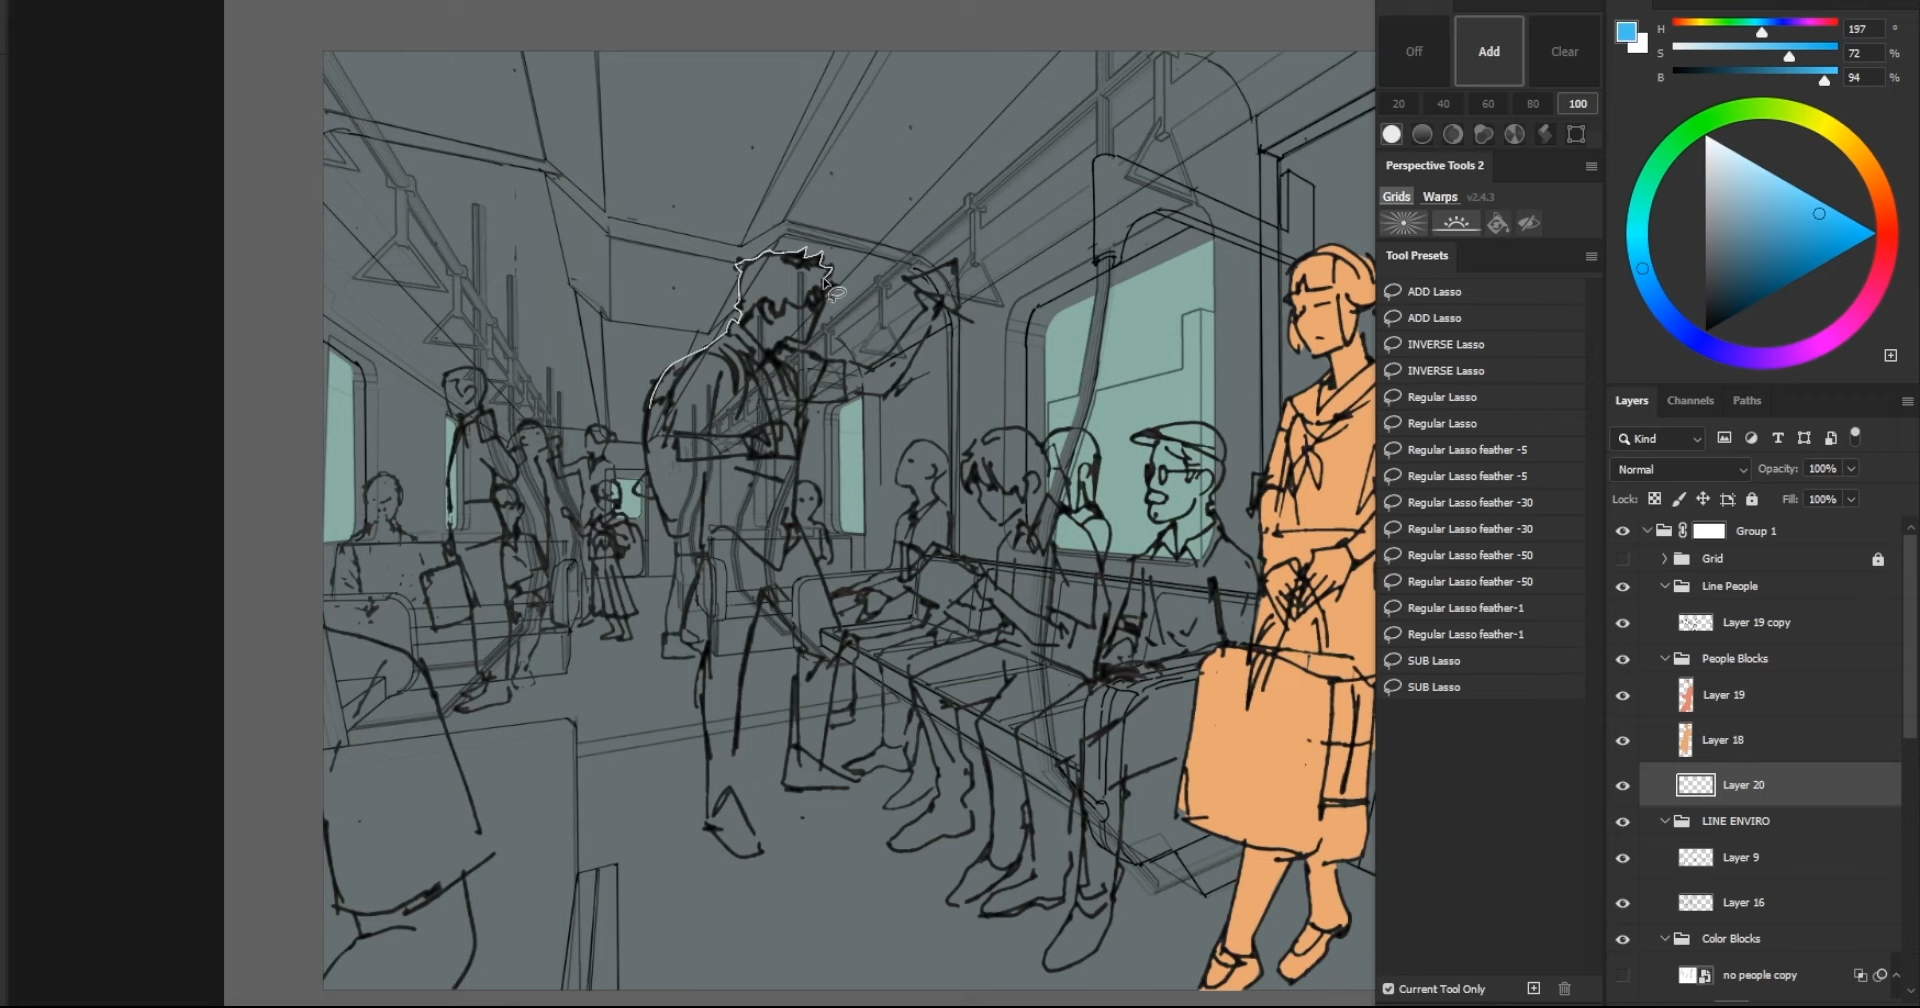 Off Add Clear
20 40 60 80 100
Perspective Tools 2
Grids Warps v2.4.3
Tool Presets
ADD Lasso
ADD Lasso
INVERSE Lasso
INVERSE Lasso
Regular Lasso
Regular Lasso
Regular Lasso feather -5
Regular Lasso feather -5
Regular Lasso feather -30
Regular Lasso feather -30
Regular Lasso feather -50
Regular Lasso feather -50
Regular Lasso feather-1
Regular Lasso feather-1
SUB Lasso
SUB Lasso
Current Tool Only
H 197 °
S 72 %
B 94 %
Layers Channels Paths
Kind
Normal Opacity: 100%
Lock: Fill: 100%
Group 1
Grid
Line People
Layer 19 copy
People Blocks
Layer 19
Layer 18
Layer 20
LINE ENVIRO
Layer 9
Layer 16
Color Blocks
no people copy